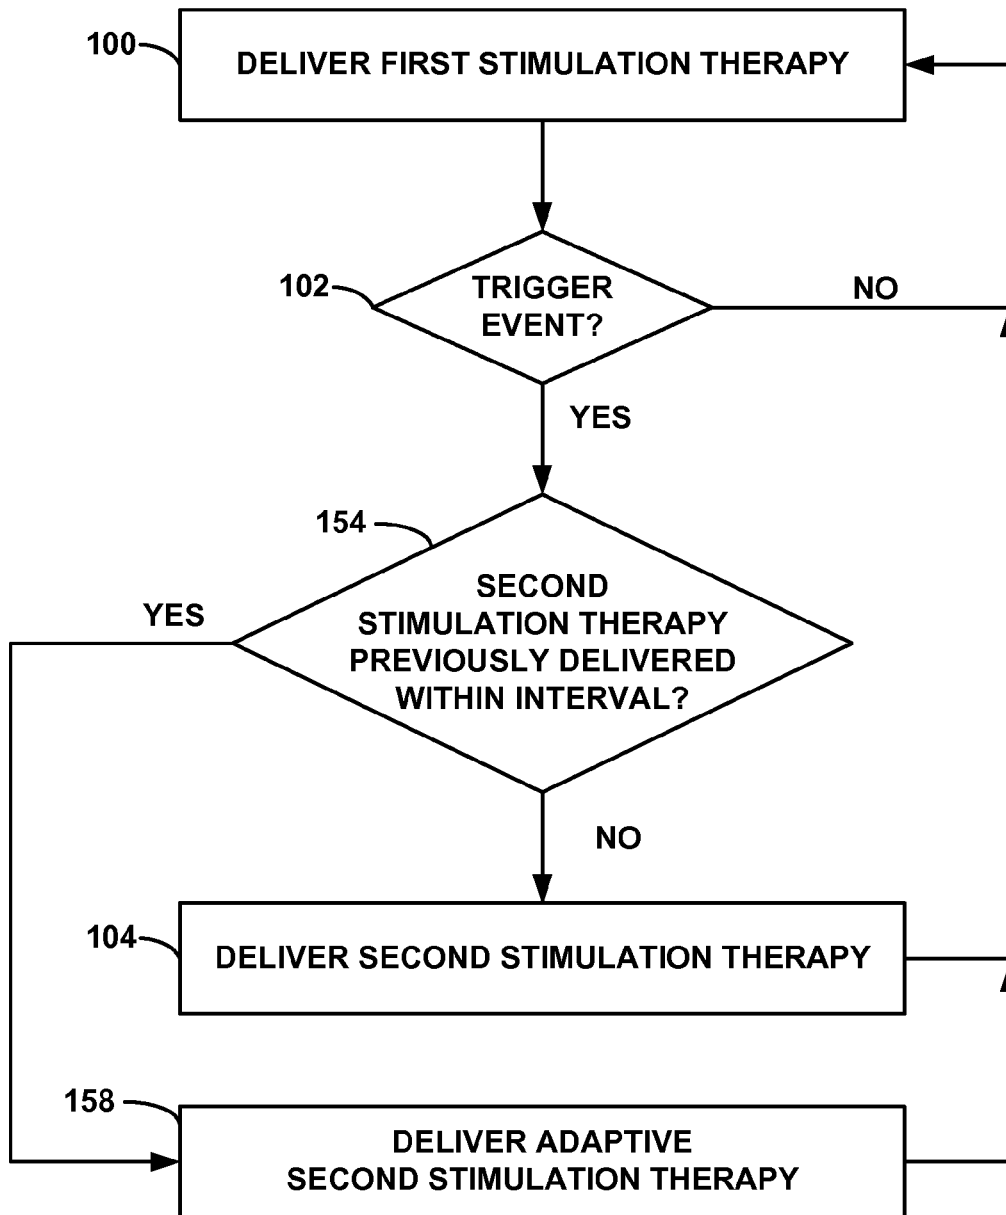 100
DELIVER FIRST STIMULATION THERAPY
102
TRIGGER
EVENT?
NO
YES
154
SECOND
STIMULATION THERAPY
PREVIOUSLY DELIVERED
WITHIN INTERVAL?
YES
NO
104
DELIVER SECOND STIMULATION THERAPY
158
DELIVER ADAPTIVE
SECOND STIMULATION THERAPY